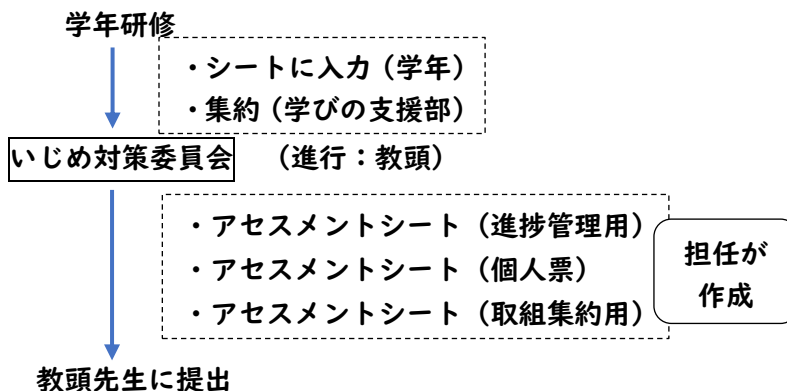 学年研修
・シートに入力（学年）
・集約（学びの支援部）
いじめ対策委員会　（進行：教頭）
・アセスメントシート（進捗管理用）
・アセスメントシート（個人票）
・アセスメントシート（取組集約用）
担任が
作成
教頭先生に提出